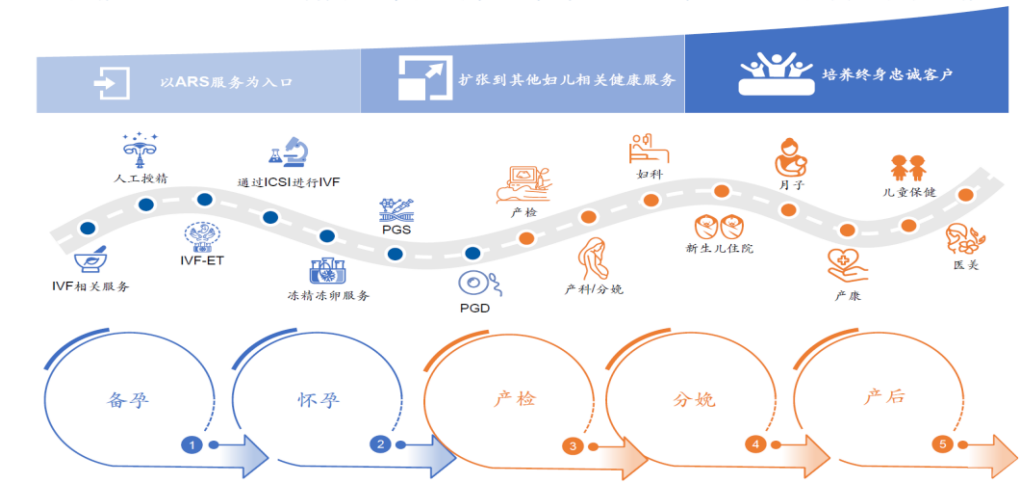 以ARS服务为入口
扩张到其他妇儿相关健康服务
培养终身忠诚客户
人工授精
通过ICSI进行IVF
PGS
产检
妇科
月子
儿童保健
IVF相关服务
IVF-ET
冻精冻卵服务
PGD
产科/分娩
新生儿住院
产康
医美
备孕
怀孕
产检
分娩
产后
1
2
3
4
5